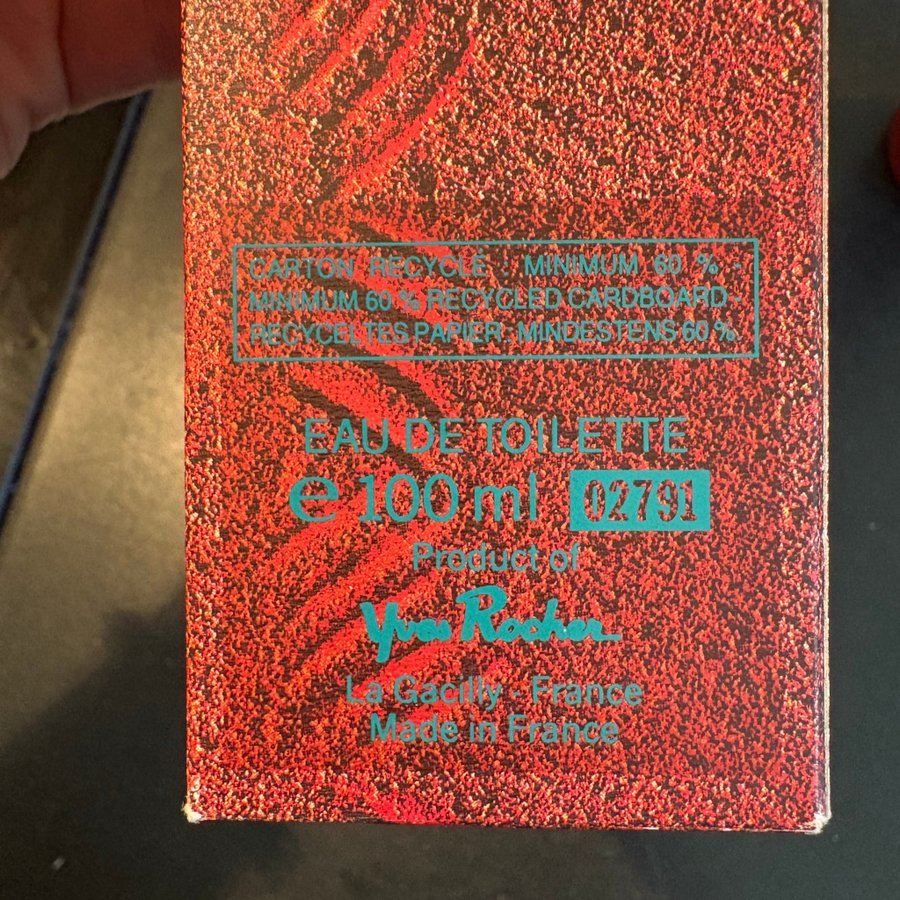 CARTON RECYCLÉ : MINIMUM 60 % -
MINIMUM 60 % RECYCLED CARDBOARD -
RECYCELTES PAPIER : MINDESTENS 60 %.
EAU DE TOILETTE
℮ 100 ml 02791
Product of
Yves Rocher
La Gacilly - France
Made in France